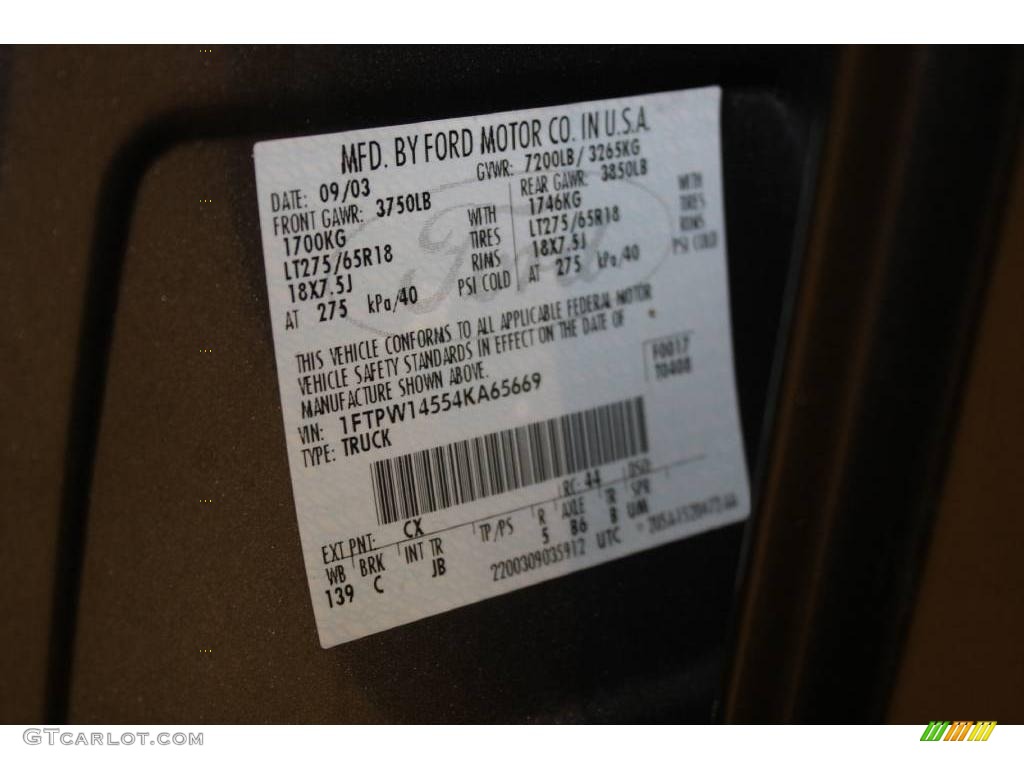 MFD. BY FORD MOTOR CO. IN U.S.A.
DATE: 09/03 GVWR: 7200LB/ 3265KG
FRONT GAWR: 3750LB REAR GAWR: 3850LB
1700KG WITH 1746KG WITH
LT275/65R18 TIRES LT275/65R18 TIRES
18X7.5J RIMS 18X7.5J RIMS
AT 275 kPa/40 PSI COLD AT 275 kPa/40 PSI COLD
Ford
THIS VEHICLE CONFORMS TO ALL APPLICABLE FEDERAL MOTOR
VEHICLE SAFETY STANDARDS IN EFFECT ON THE DATE OF
MANUFACTURE SHOWN ABOVE.
VIN: 1FTPW14554KA65669
F0017
TYPE: TRUCK
T0408
EXT PNT: CX RC: 44 DSO:
WB BRK INT TR TP/PS R AXLE TR SPR
139 C JB 5 B6 B UM
2200309035912 UTC
GTCARLOT.COM